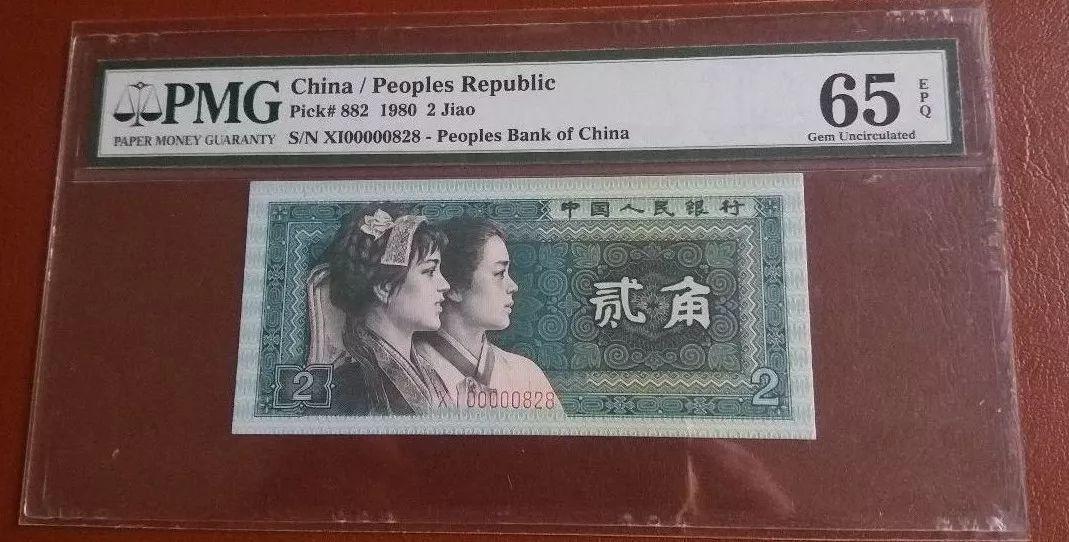 PMG
PAPER MONEY GUARANTY
China / Peoples Republic
Pick# 882 1980 2 Jiao
S/N XI00000828 - Peoples Bank of China
65
EPQ
Gem Uncirculated
中国人民银行
贰角
2
XI00000828
2